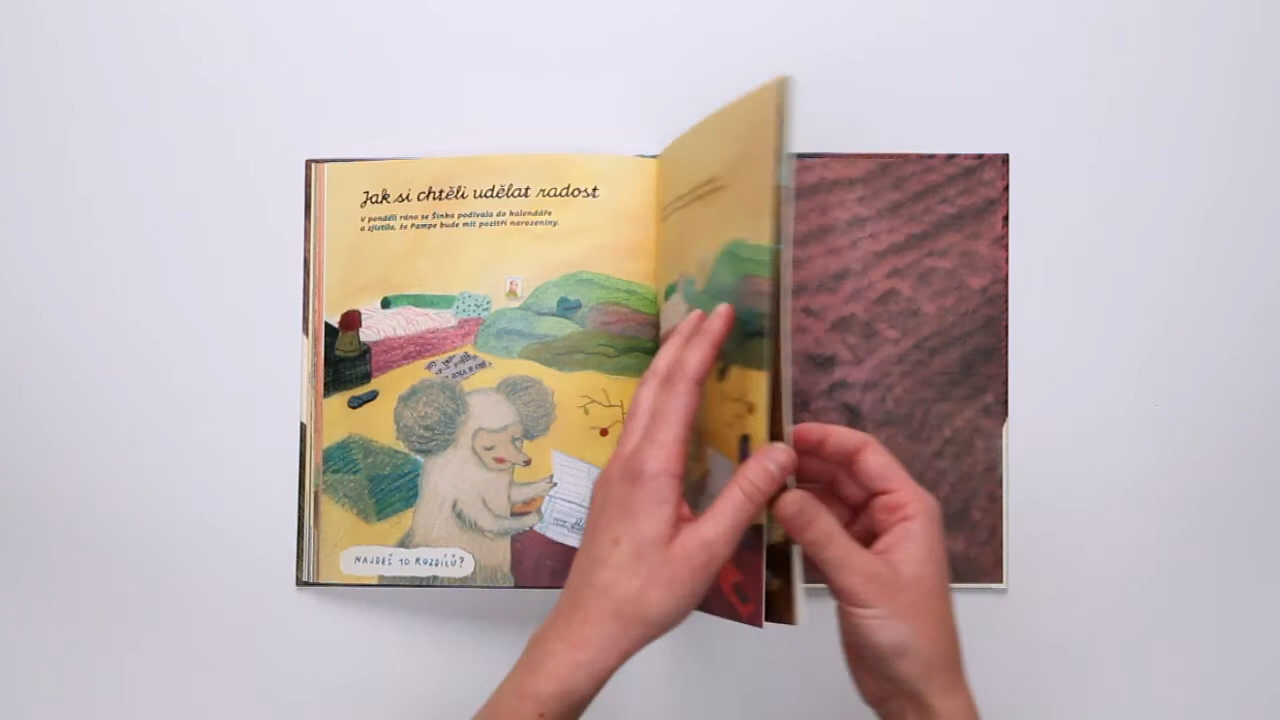 Jak si chtěli udělat radost
V pondělí ráno se Šinka podívala do kalendáře
a zjistila, že Pampe bude mít pozítří narozeniny.
NAJDEŠ 10 ROZDÍLŮ?